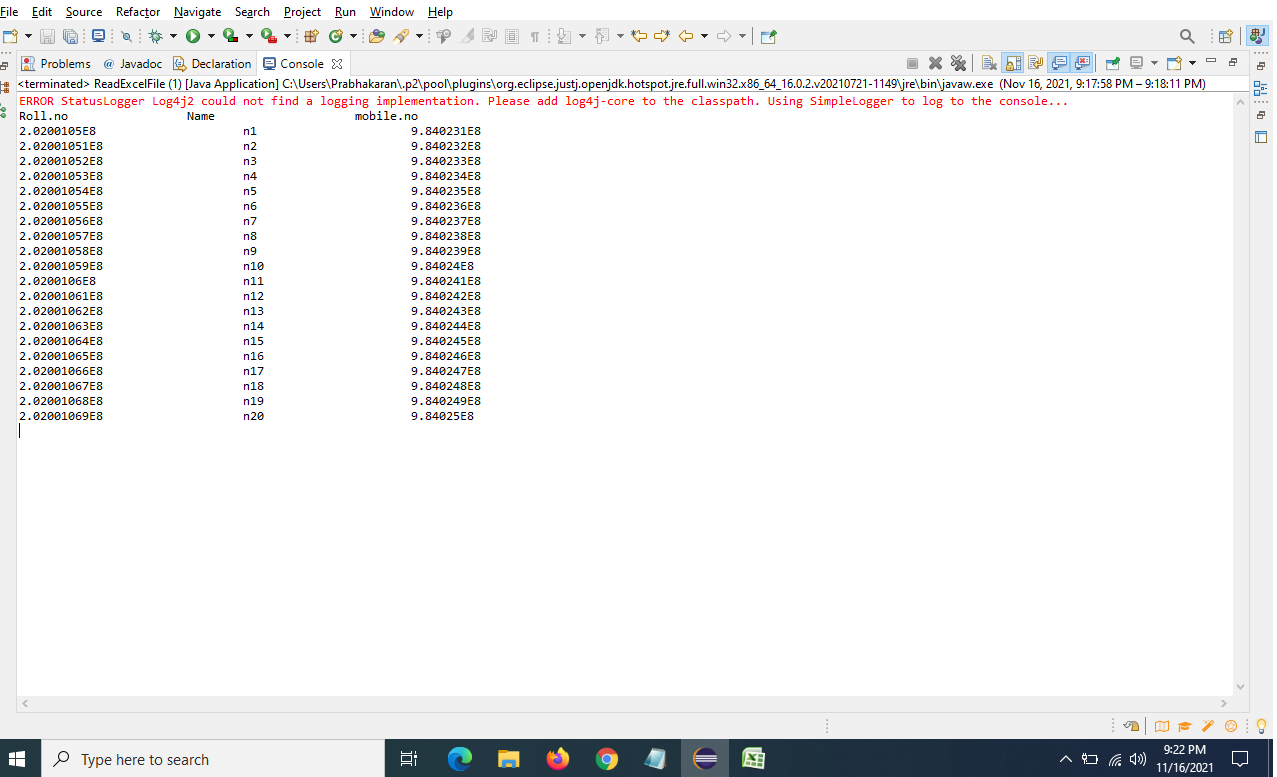 File Edit Source Refactor Navigate Search Project Run Window Help
Problems @ Javadoc Declaration Console
<terminated> ReadExcelFile (1) [Java Application] C:\Users\Prabhakaran\.p2\pool\plugins\org.eclipse.justj.openjdk.hotspot.jre.full.win32.x86_64_16.0.2.v20210721-1149\jre\bin\javaw.exe (Nov 16, 2021, 9:17:58 PM – 9:18:11 PM)
ERROR StatusLogger Log4j2 could not find a logging implementation. Please add log4j-core to the classpath. Using SimpleLogger to log to the console...
Roll.no Name mobile.no
2.0200105E8 n1 9.840231E8
2.02001051E8 n2 9.840232E8
2.02001052E8 n3 9.840233E8
2.02001053E8 n4 9.840234E8
2.02001054E8 n5 9.840235E8
2.02001055E8 n6 9.840236E8
2.02001056E8 n7 9.840237E8
2.02001057E8 n8 9.840238E8
2.02001058E8 n9 9.840239E8
2.02001059E8 n10 9.84024E8
2.0200106E8 n11 9.840241E8
2.02001061E8 n12 9.840242E8
2.02001062E8 n13 9.840243E8
2.02001063E8 n14 9.840244E8
2.02001064E8 n15 9.840245E8
2.02001065E8 n16 9.840246E8
2.02001066E8 n17 9.840247E8
2.02001067E8 n18 9.840248E8
2.02001068E8 n19 9.840249E8
2.02001069E8 n20 9.84025E8
Type here to search
9:22 PM
11/16/2021